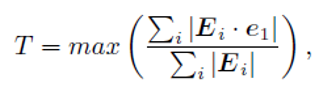 T = max ( ∑ᵢ |Eᵢ · e₁| / ∑ᵢ |Eᵢ| ) ,